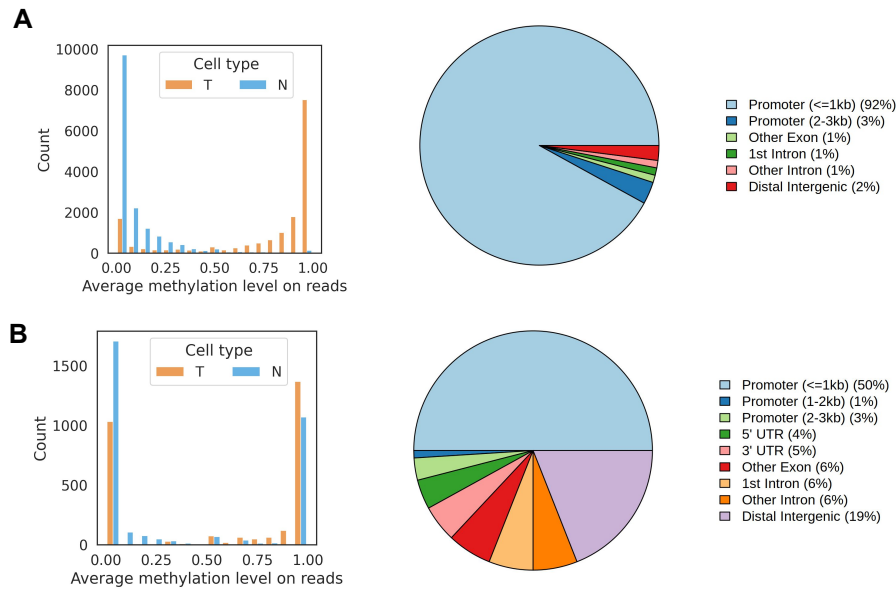 A
10000
8000
6000
4000
2000
0
Count
Cell type
T N
0.00 0.25 0.50 0.75 1.00
Average methylation level on reads
Promoter (<=1kb) (92%)
Promoter (2-3kb) (3%)
Other Exon (1%)
1st Intron (1%)
Other Intron (1%)
Distal Intergenic (2%)
B
1500
1000
500
0
Count
Cell type
T N
0.00 0.25 0.50 0.75 1.00
Average methylation level on reads
Promoter (<=1kb) (50%)
Promoter (1-2kb) (1%)
Promoter (2-3kb) (3%)
5' UTR (4%)
3' UTR (5%)
Other Exon (6%)
1st Intron (6%)
Other Intron (6%)
Distal Intergenic (19%)